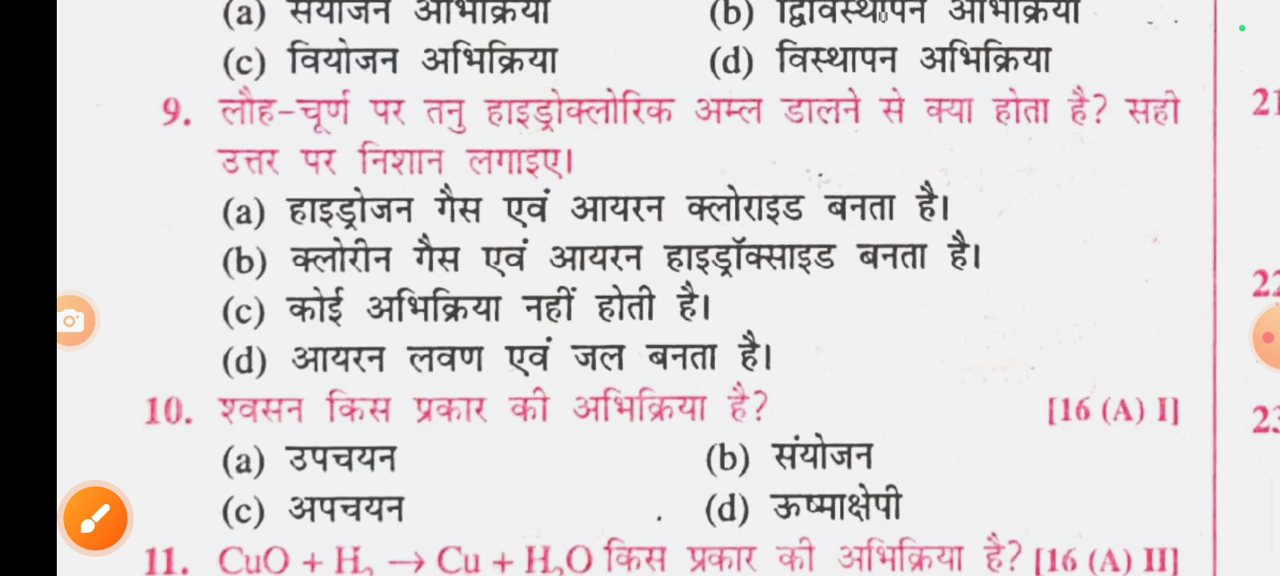 (a) संयोजन अभिक्रिया (b) द्विविस्थापन अभिक्रिया
(c) वियोजन अभिक्रिया (d) विस्थापन अभिक्रिया
9. लौह-चूर्ण पर तनु हाइड्रोक्लोरिक अम्ल डालने से क्या होता है? सही
उत्तर पर निशान लगाइए।
(a) हाइड्रोजन गैस एवं आयरन क्लोराइड बनता है।
(b) क्लोरीन गैस एवं आयरन हाइड्रॉक्साइड बनता है।
(c) कोई अभिक्रिया नहीं होती है।
(d) आयरन लवण एवं जल बनता है।
10. श्वसन किस प्रकार की अभिक्रिया है? [16 (A) I]
(a) उपचयन (b) संयोजन
(c) अपचयन (d) ऊष्माक्षेपी
11. CuO + H₂ → Cu + H₂O किस प्रकार की अभिक्रिया है? [16 (A) II]
21
22
23